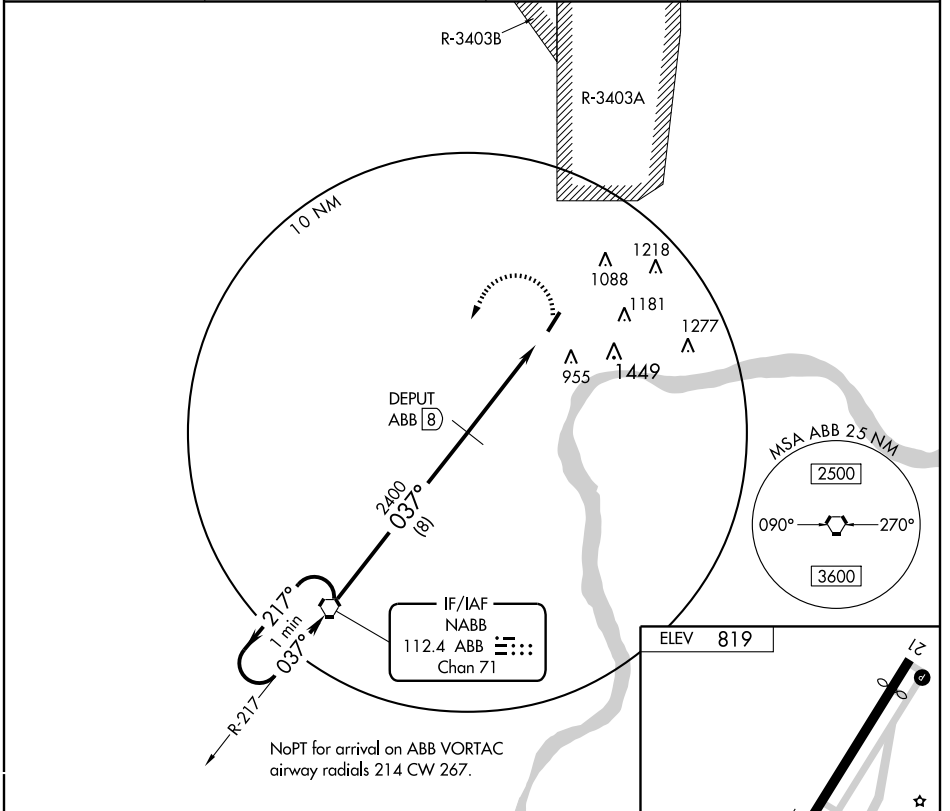 R-3403B
R-3403A
10 NM
1218
1088
1181
1277
955
1449
DEPUT
ABB 8
MSA ABB 25 NM
2500
090°
270°
3600
2400
037°
(8)
217°
1 min
037°
IF/IAF
NABB
112.4 ABB
Chan 71
R-217
NoPT for arrival on ABB VORTAC
airway radials 214 CW 267.
ELEV 819
21
P